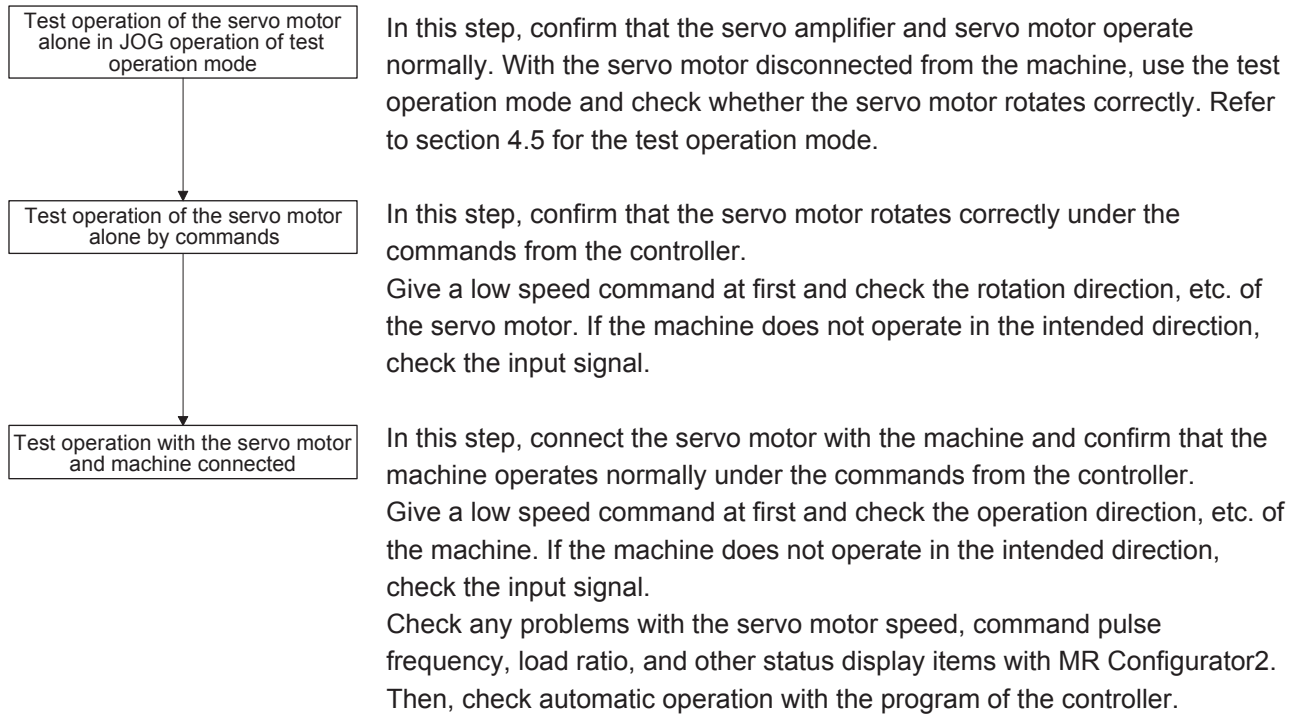 Test operation of the servo motor
alone in JOG operation of test
operation mode
In this step, confirm that the servo amplifier and servo motor operate
normally. With the servo motor disconnected from the machine, use the test
operation mode and check whether the servo motor rotates correctly. Refer
to section 4.5 for the test operation mode.
Test operation of the servo motor
alone by commands
In this step, confirm that the servo motor rotates correctly under the
commands from the controller.
Give a low speed command at first and check the rotation direction, etc. of
the servo motor. If the machine does not operate in the intended direction,
check the input signal.
Test operation with the servo motor
and machine connected
In this step, connect the servo motor with the machine and confirm that the
machine operates normally under the commands from the controller.
Give a low speed command at first and check the operation direction, etc. of
the machine. If the machine does not operate in the intended direction,
check the input signal.
Check any problems with the servo motor speed, command pulse
frequency, load ratio, and other status display items with MR Configurator2.
Then, check automatic operation with the program of the controller.